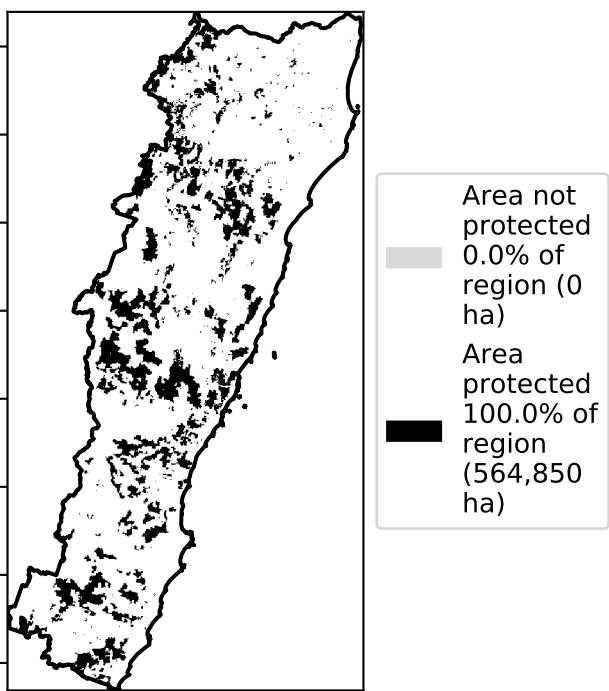 Area not
protected
0.0% of
region (0
ha)
Area
protected
100.0% of
region
(564,850
ha)